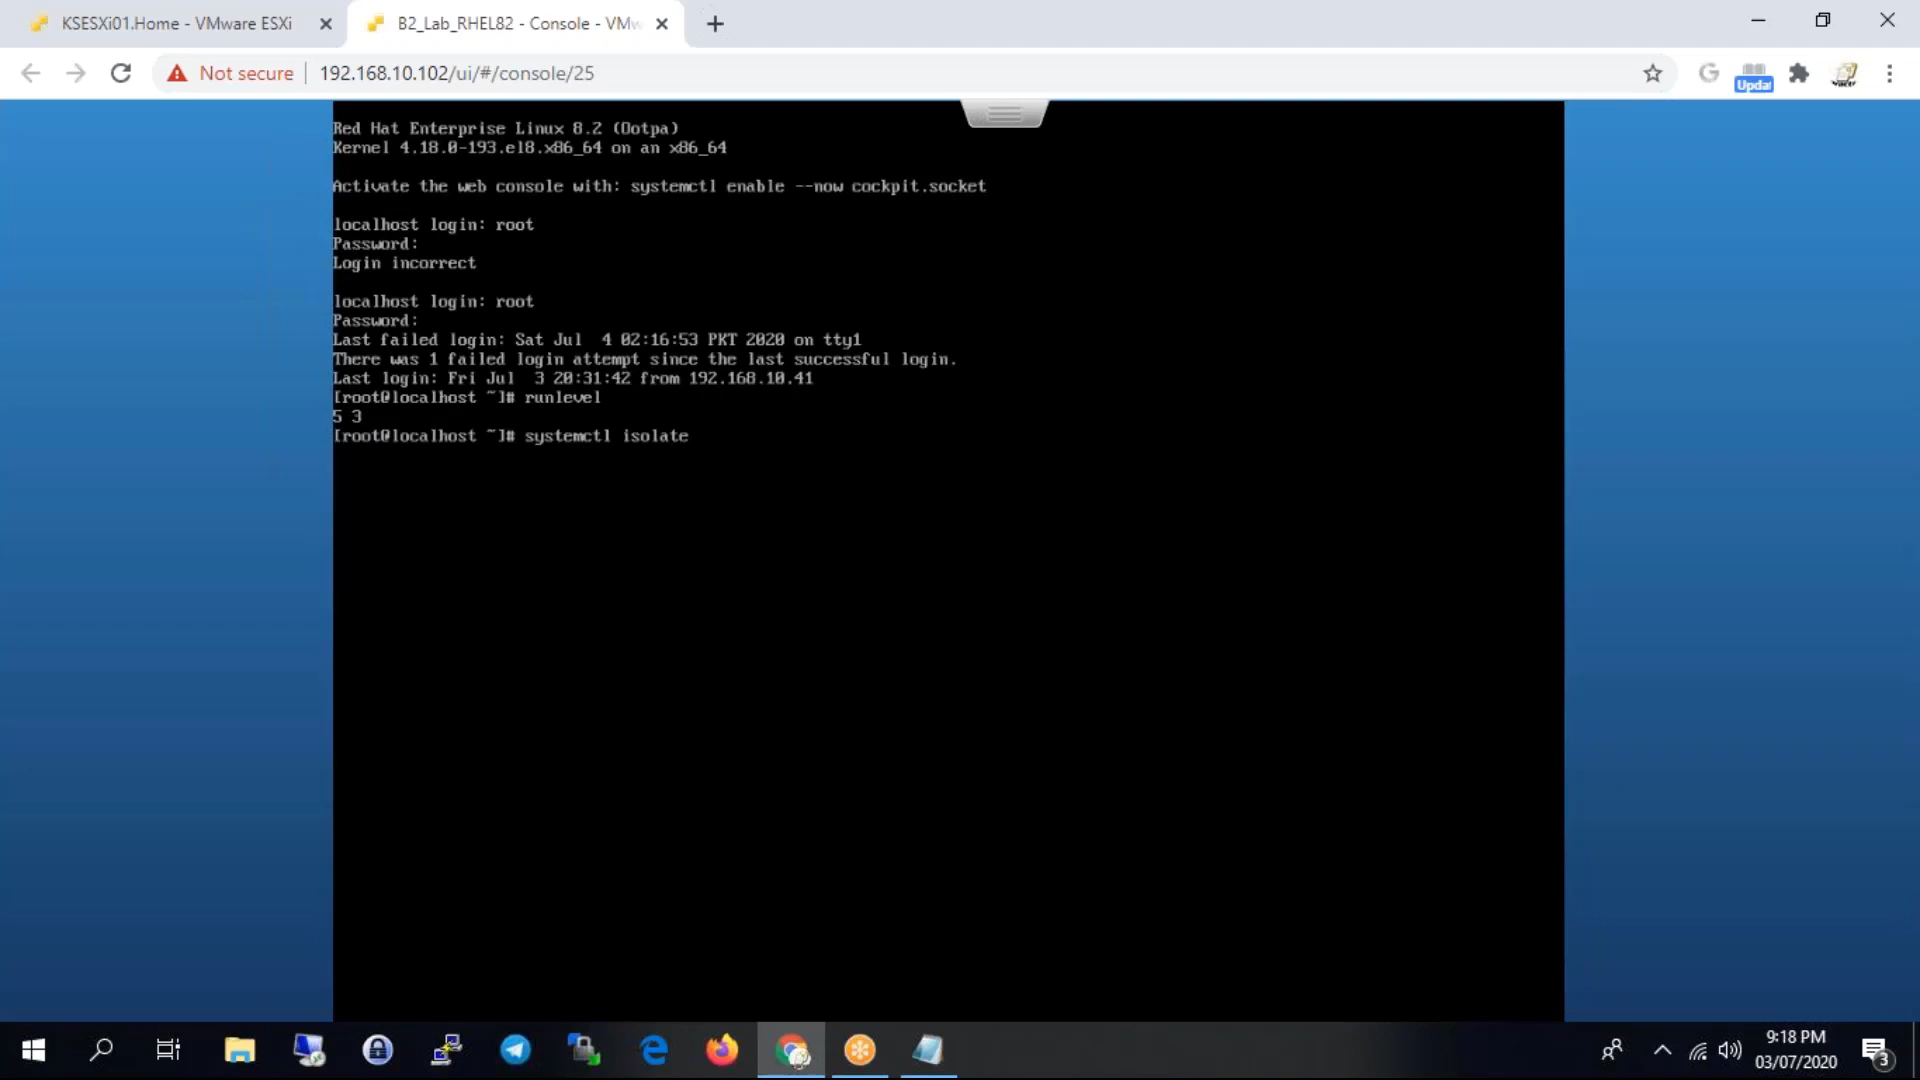 KSESXi01.Home - VMware ESXi
B2_Lab_RHEL82 - Console - VMw
Not secure
192.168.10.102/ui/#/console/25
Updat
Red Hat Enterprise Linux 8.2 (Ootpa)
Kernel 4.18.0-193.el8.x86_64 on an x86_64
Activate the web console with: systemctl enable --now cockpit.socket
localhost login: root
Password:
Login incorrect
localhost login: root
Password:
Last failed login: Sat Jul  4 02:16:53 PKT 2020 on tty1
There was 1 failed login attempt since the last successful login.
Last login: Fri Jul  3 20:31:42 from 192.168.10.41
[root@localhost ~]# runlevel
5 3
[root@localhost ~]# systemctl isolate
9:18 PM
03/07/2020
3